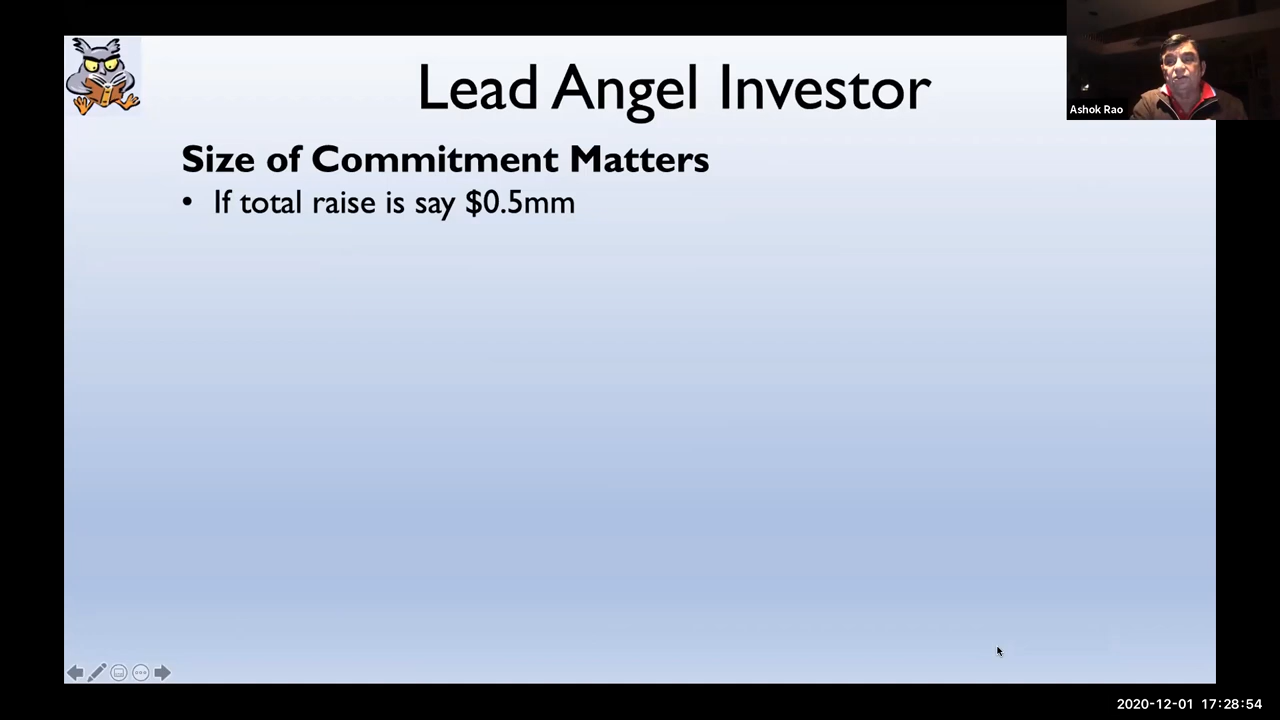 Lead Angel Investor
Ashok Rao
Size of Commitment Matters
• If total raise is say $0.5mm
2020-12-01 17:28:54